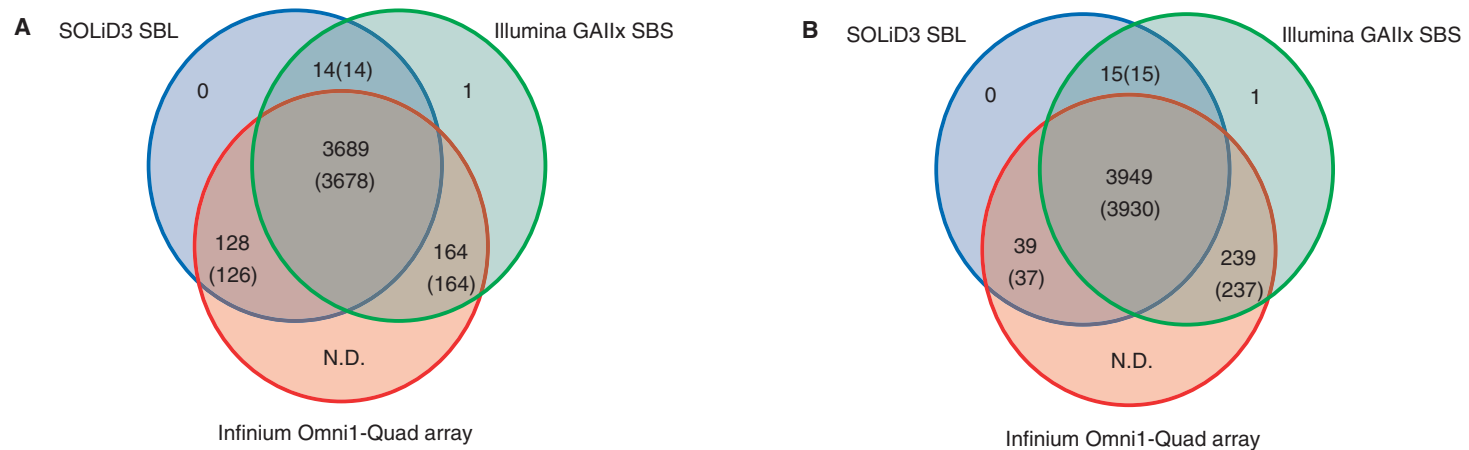 A
SOLiD3 SBL
Illumina GAIIx SBS
14(14)
0
1
3689
(3678)
128
(126)
164
(164)
N.D.
Infinium Omni1-Quad array
B
SOLiD3 SBL
Illumina GAIIx SBS
15(15)
0
1
3949
(3930)
39
(37)
239
(237)
N.D.
Infinium Omni1-Quad array